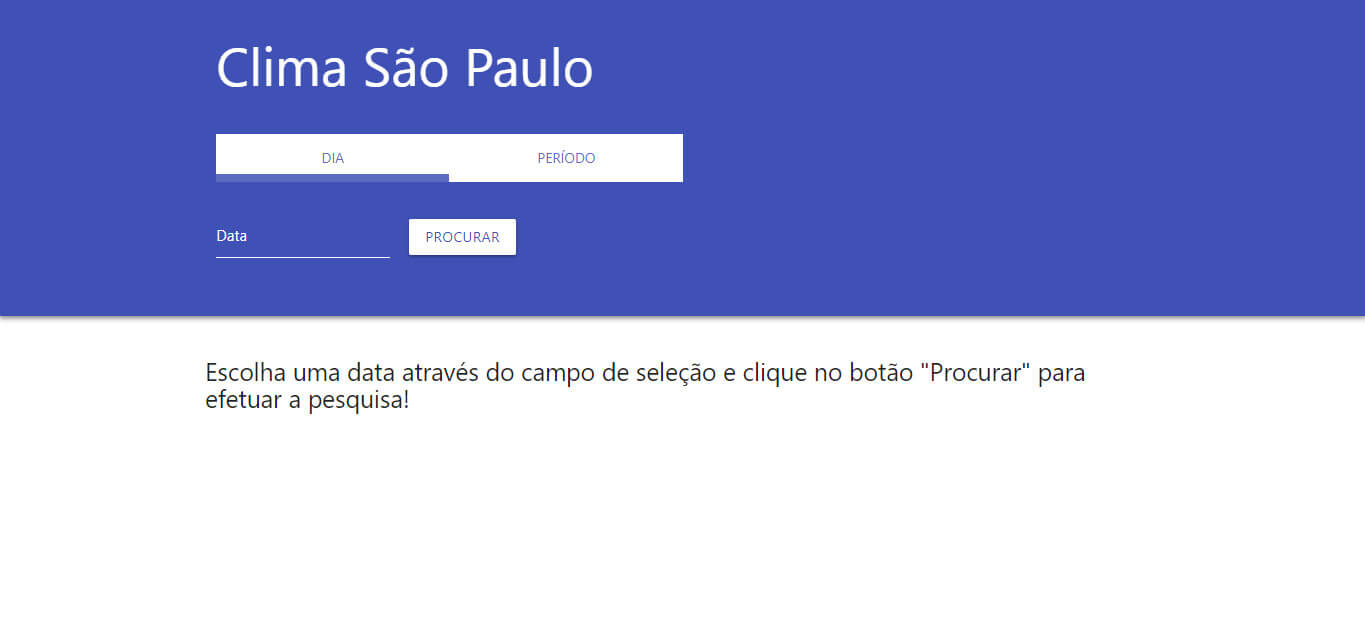 Clima São Paulo
DIA
PERÍODO
Data
PROCURAR
Escolha uma data através do campo de seleção e clique no botão "Procurar" para
efetuar a pesquisa!